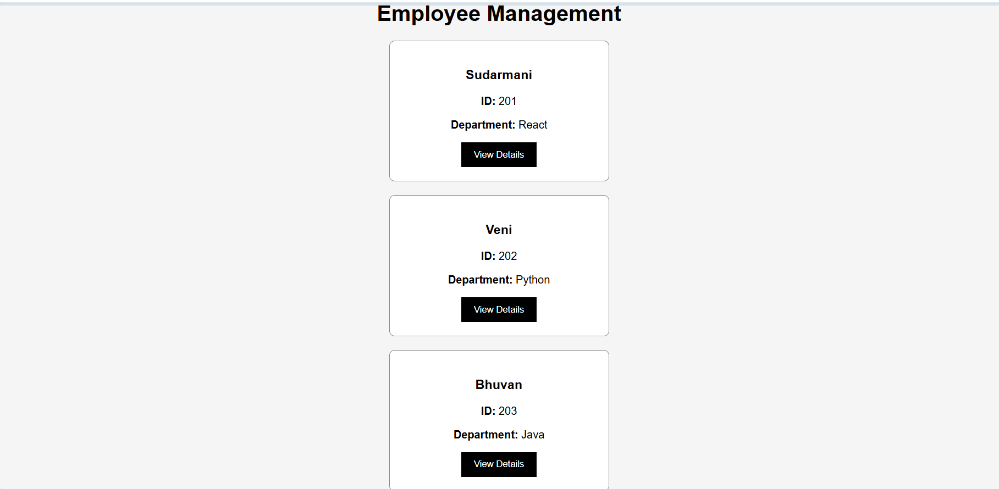 Employee Management
Sudarmani
ID: 201
Department: React
View Details
Veni
ID: 202
Department: Python
View Details
Bhuvan
ID: 203
Department: Java
View Details